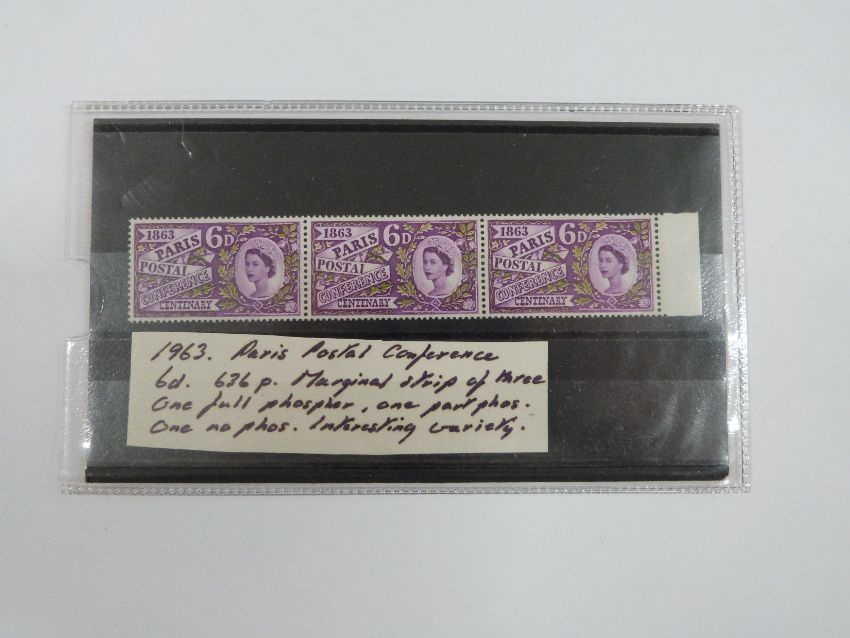 1863 6D
PARIS
POSTAL
CONFERENCE
CENTENARY
1863 6D
PARIS
POSTAL
CONFERENCE
CENTENARY
1863 6D
PARIS
POSTAL
CONFERENCE
CENTENARY
1963. Paris Postal Conference
6d. 636 p. Marginal strip of three
One full phospher, one part phos.
One no phos. Interesting variety.